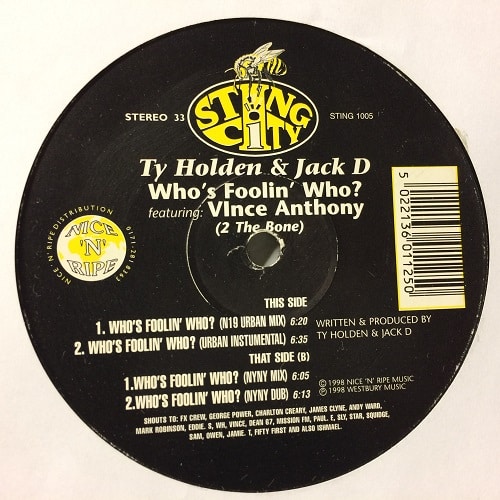 STING
CITY
STEREO 33
STING 1005
Ty Holden & Jack D
Who's Foolin' Who?
featuring: VInce Anthony
(2 The Bone)
NICE 'N' RIPE DISTRIBUTION 0171-281 8363
NICE
'N'
RIPE
5 022136 011250
THIS SIDE
1. WHO'S FOOLIN' WHO? (N19 URBAN MIX) 6:20
2. WHO'S FOOLIN' WHO? (URBAN INSTUMENTAL) 6:35
THAT SIDE (B)
1.WHO'S FOOLIN' WHO? (NYNY MIX) 6:05
2.WHO'S FOOLIN' WHO? (NYNY DUB) 6:13
WRITTEN & PRODUCED BY
TY HOLDEN & JACK D
Ⓟ 1998 NICE 'N' RIPE MUSIC
© 1998 WESTBURY MUSIC
SHOUTS TO: FX CREW, GEORGE POWER, CHARLTON CREARY, JAMES CLYNE, ANDY WARD,
MARK ROBINSON, EDDIE. S, WH, VINCE, DEAN 67, MISSION FM, PAUL. E, SLY, STAR, SQUIDGE,
SAM, OWEN, JAMIE. T, FIFTY FIRST AND ALSO ISHMAEL.